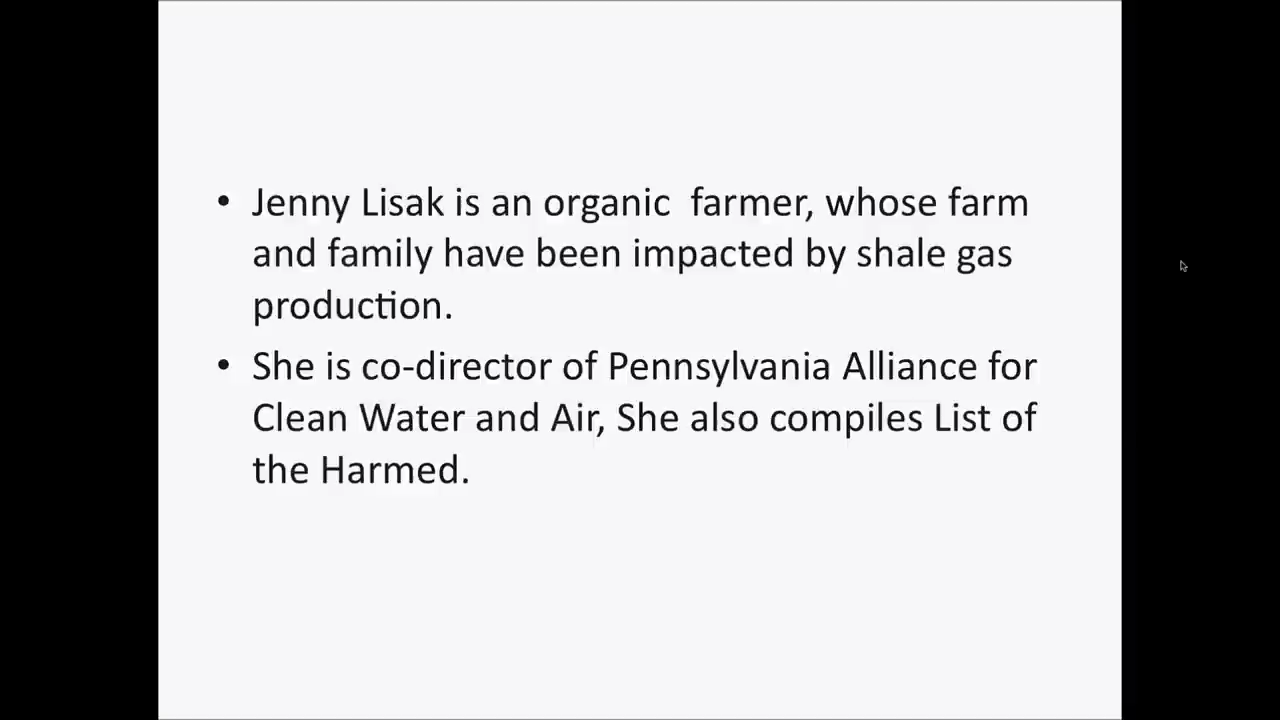 • Jenny Lisak is an organic  farmer, whose farm
and family have been impacted by shale gas
production.
• She is co-director of Pennsylvania Alliance for
Clean Water and Air, She also compiles List of
the Harmed.